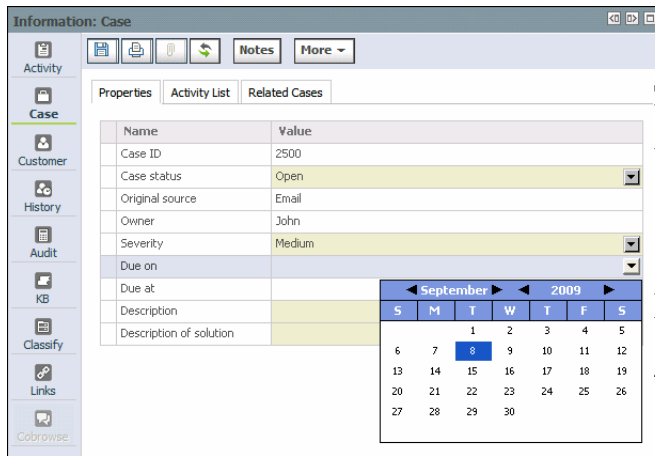 Information: Case
Notes More
Activity
Case
Customer
History
Audit
KB
Classify
Links
Cobrowse
Properties Activity List Related Cases
Name Value
Case ID 2500
Case status Open
Original source Email
Owner John
Severity Medium
Due on
Due at
Description
Description of solution
September 2009
S M T W T F S
1 2 3 4 5
6 7 8 9 10 11 12
13 14 15 16 17 18 19
20 21 22 23 24 25 26
27 28 29 30